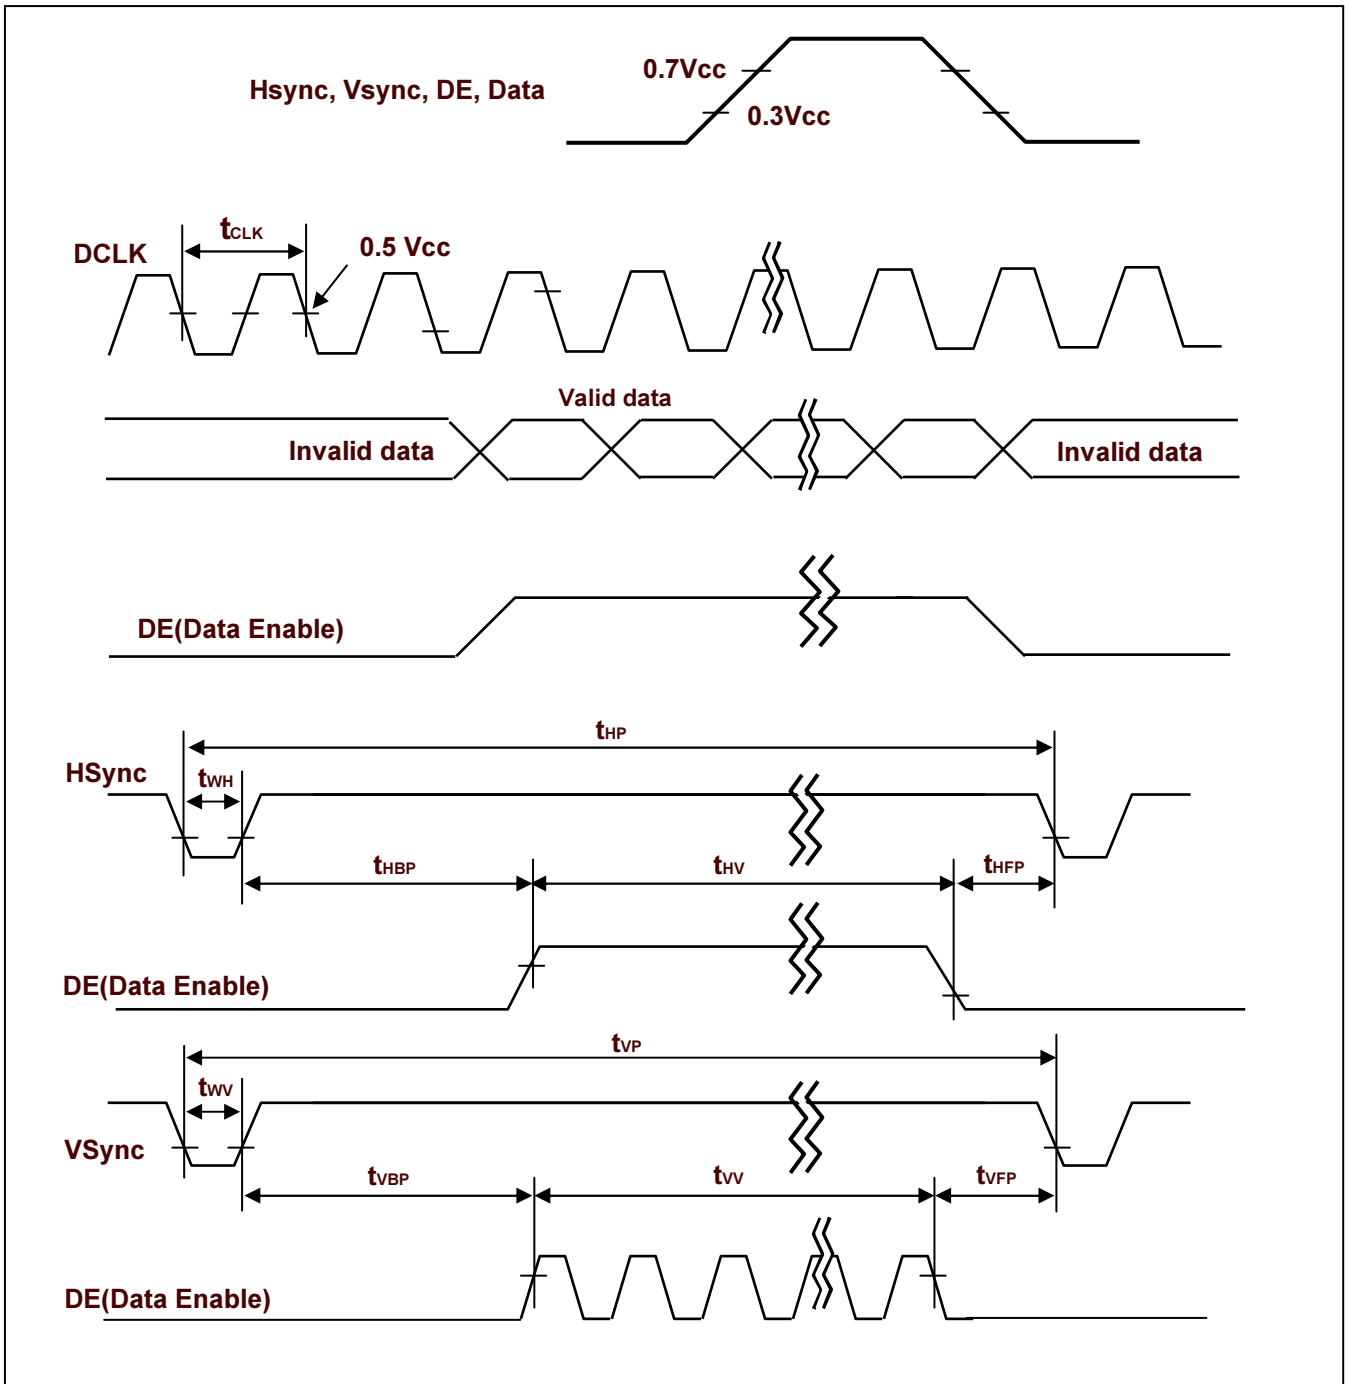 0.7Vcc
Hsync, Vsync, DE, Data
0.3Vcc
tCLK
DCLK
0.5 Vcc
Valid data
Invalid data
Invalid data
DE(Data Enable)
tHP
HSync
tWH
tHBP
tHV
tHFP
DE(Data Enable)
tVP
tWV
VSync
tVBP
tVV
tVFP
DE(Data Enable)